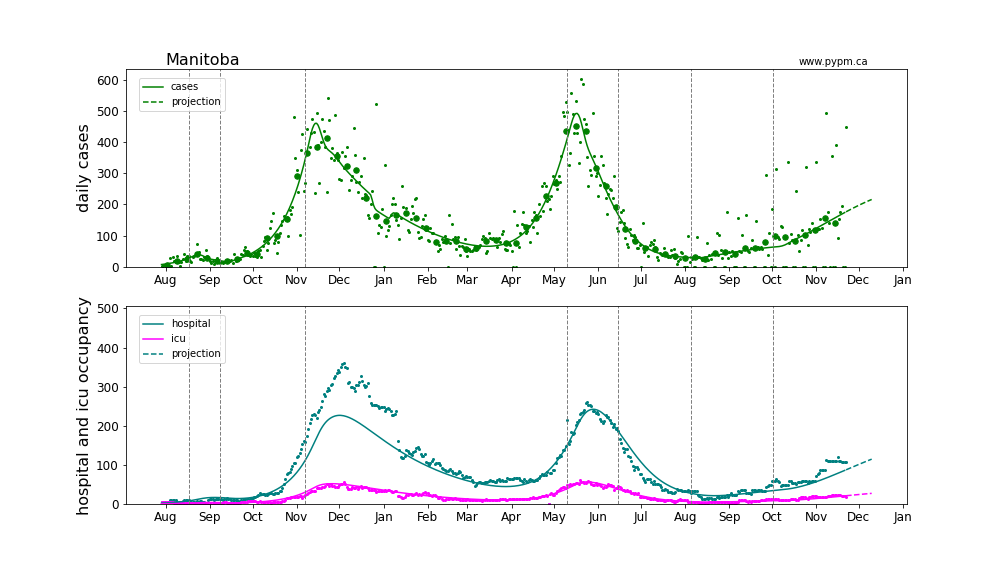 Manitoba
www.pypm.ca
daily cases
600
500
400
300
200
100
0
cases
projection
Aug Sep Oct Nov Dec Jan Feb Mar Apr May Jun Jul Aug Sep Oct Nov Dec Jan
hospital and icu occupancy
500
400
300
200
100
0
hospital
icu
projection
Aug Sep Oct Nov Dec Jan Feb Mar Apr May Jun Jul Aug Sep Oct Nov Dec Jan